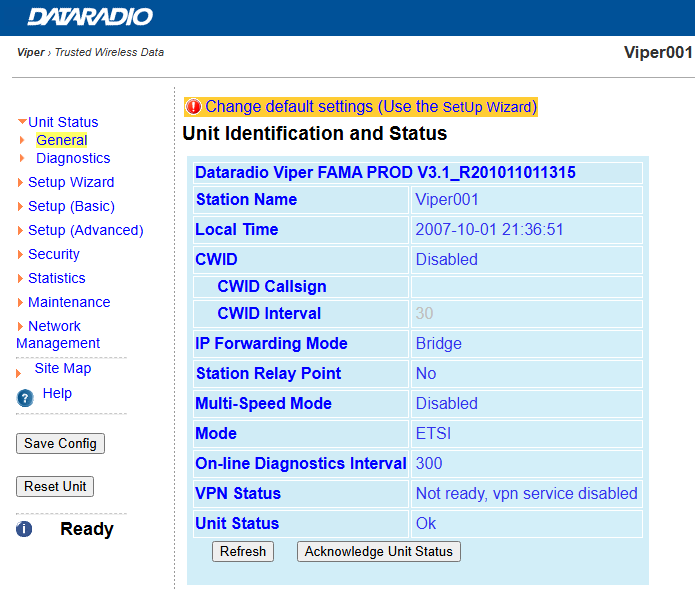 DATARADIO
Viper › Trusted Wireless Data
Viper001
Unit Status
General
Diagnostics
Setup Wizard
Setup (Basic)
Setup (Advanced)
Security
Statistics
Maintenance
Network
Management
Site Map
? Help
Save Config
Reset Unit
i Ready
! Change default settings (Use the SetUp Wizard)
Unit Identification and Status
Dataradio Viper FAMA PROD V3.1_R201011011315
Station Name Viper001
Local Time 2007-10-01 21:36:51
CWID Disabled
CWID Callsign
CWID Interval 30
IP Forwarding Mode Bridge
Station Relay Point No
Multi-Speed Mode Disabled
Mode ETSI
On-line Diagnostics Interval 300
VPN Status Not ready, vpn service disabled
Unit Status Ok
Refresh Acknowledge Unit Status